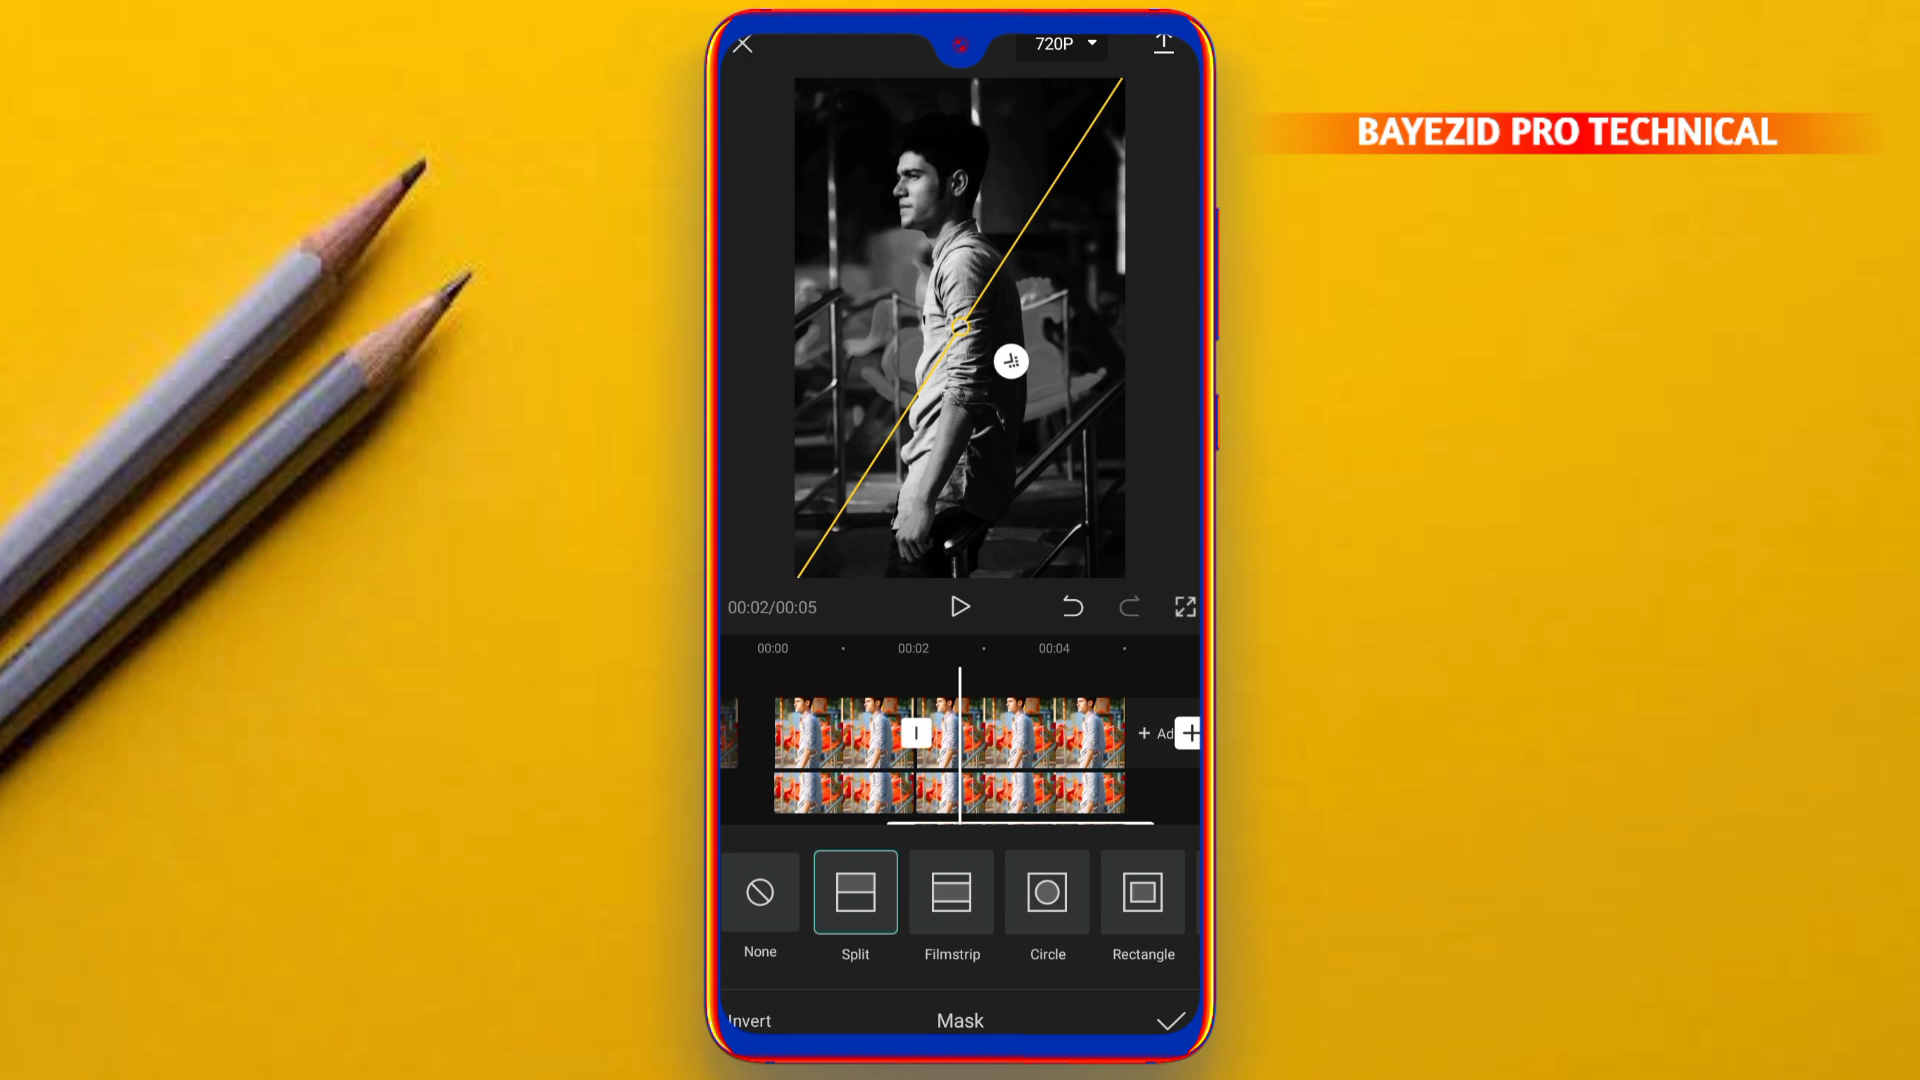 720P
BAYEZID PRO TECHNICAL
00:02/00:05
00:00
00:02
00:04
+ Ad
None
Split
Filmstrip
Circle
Rectangle
Invert
Mask